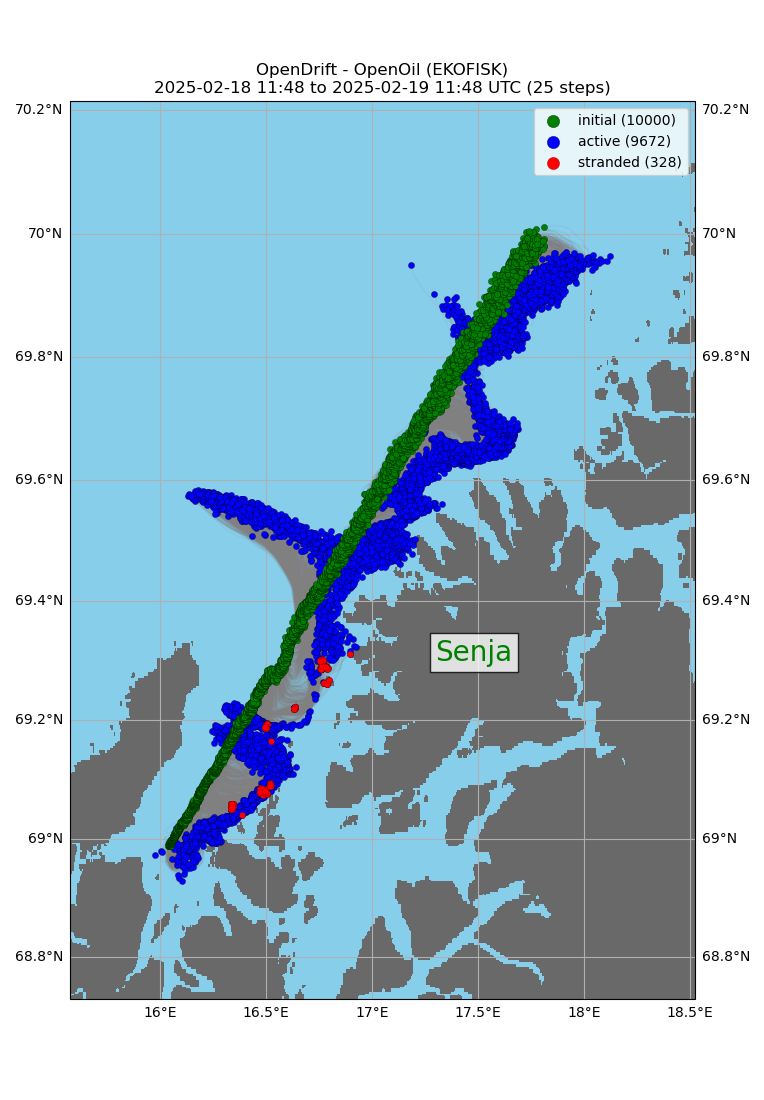 OpenDrift - OpenOil (EKOFISK)
2025-02-18 11:48 to 2025-02-19 11:48 UTC (25 steps)
70.2°N
70.2°N
initial (10000)
active (9672)
stranded (328)
70°N
70°N
69.8°N
69.8°N
69.6°N
69.6°N
69.4°N
69.4°N
Senja
69.2°N
69.2°N
69°N
69°N
68.8°N
68.8°N
16°E
16.5°E
17°E
17.5°E
18°E
18.5°E